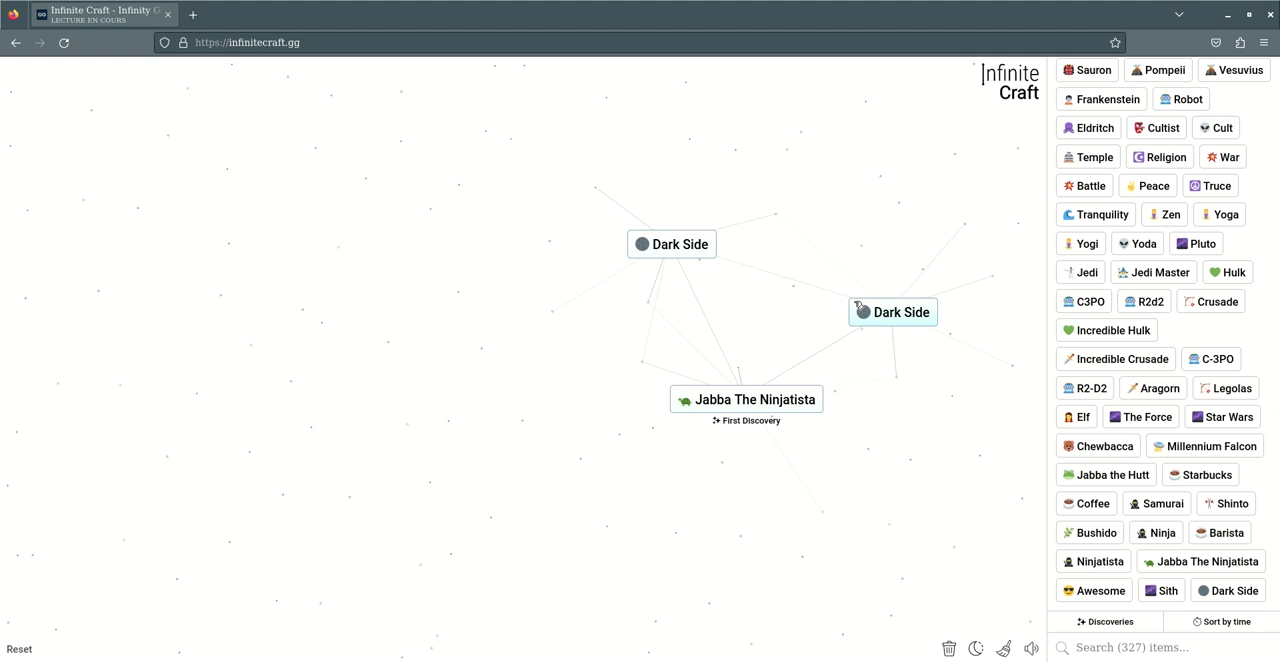 Infinite Craft - Infinity G
LECTURE EN COURS
https://infinitecraft.gg
Infinite
Craft
Dark Side
Dark Side
Jabba The Ninjatista
First Discovery
Reset
Sauron Pompeii Vesuvius
Frankenstein Robot
Eldritch Cultist Cult
Temple Religion War
Battle Peace Truce
Tranquility Zen Yoga
Yogi Yoda Pluto
Jedi Jedi Master Hulk
C3PO R2d2 Crusade
Incredible Hulk
Incredible Crusade C-3PO
R2-D2 Aragorn Legolas
Elf The Force Star Wars
Chewbacca Millennium Falcon
Jabba the Hutt Starbucks
Coffee Samurai Shinto
Bushido Ninja Barista
Ninjatista Jabba The Ninjatista
Awesome Sith Dark Side
Discoveries Sort by time
Search (327) items...